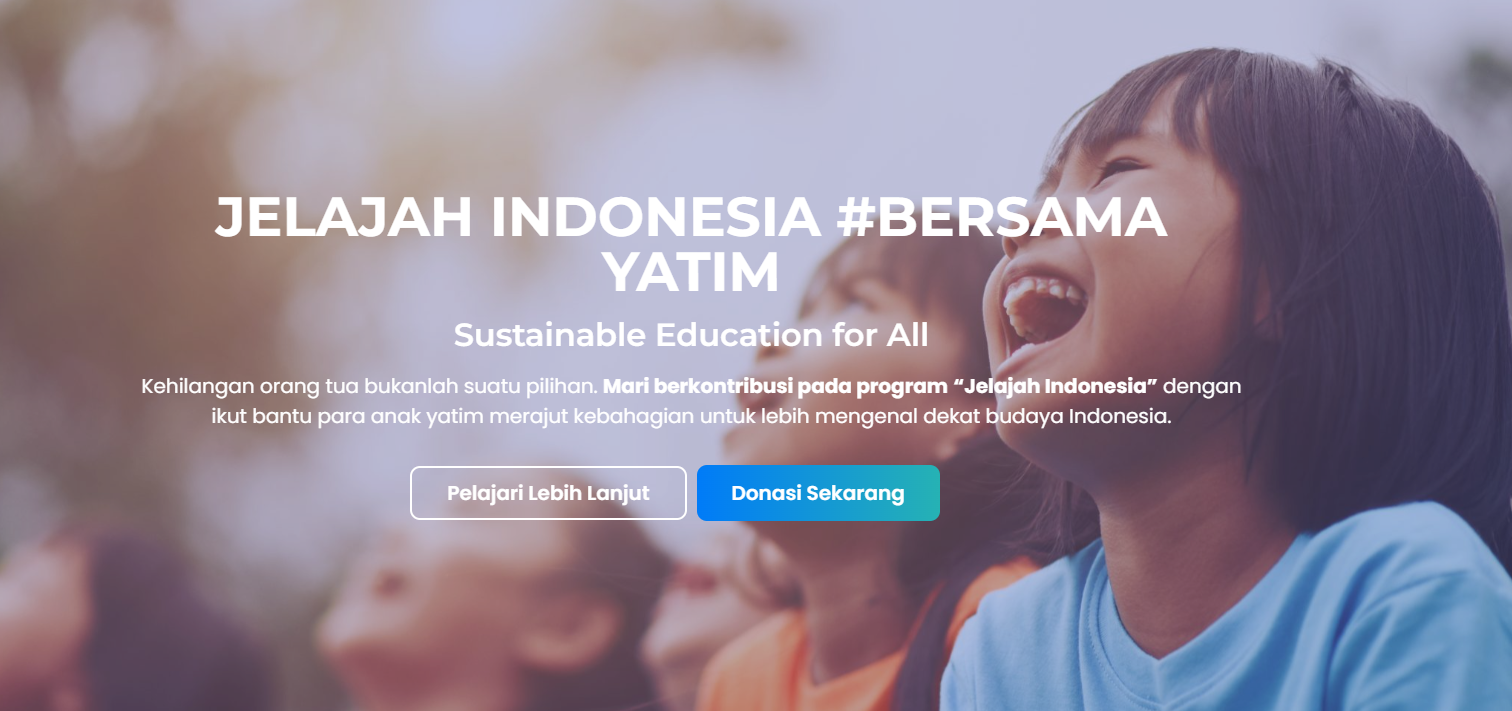 JELAJAH INDONESIA #BERSAMA
YATIM
Sustainable Education for All
Kehilangan orang tua bukanlah suatu pilihan. Mari berkontribusi pada program “Jelajah Indonesia” dengan
ikut bantu para anak yatim merajut kebahagian untuk lebih mengenal dekat budaya Indonesia.
Pelajari Lebih Lanjut
Donasi Sekarang